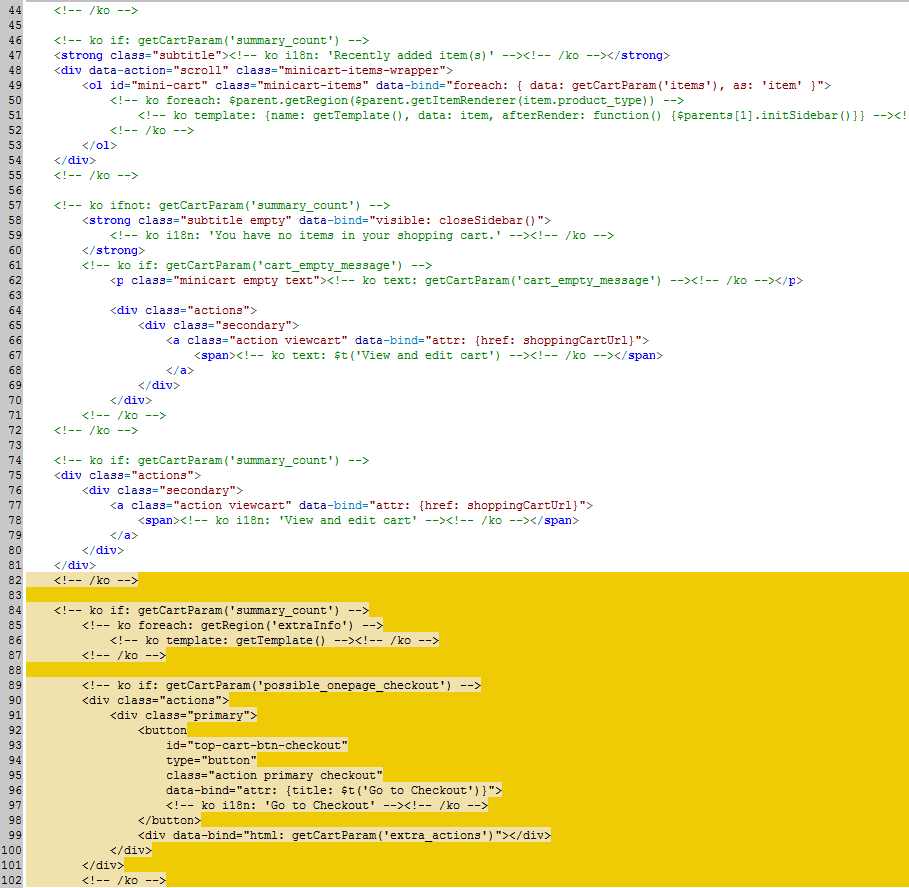 44 <!-- /ko -->
45
46 <!-- ko if: getCartParam('summary_count') -->
47 <strong class="subtitle"><!-- ko i18n: 'Recently added item(s)' --><!-- /ko --></strong>
48 <div data-action="scroll" class="minicart-items-wrapper">
49 <ol id="mini-cart" class="minicart-items" data-bind="foreach: { data: getCartParam('items'), as: 'item' }">
50 <!-- ko foreach: $parent.getRegion($parent.getItemRenderer(item.product_type)) -->
51 <!-- ko template: {name: getTemplate(), data: item, afterRender: function() {$parents[1].initSidebar()}} --><!
52 <!-- /ko -->
53 </ol>
54 </div>
55 <!-- /ko -->
56
57 <!-- ko ifnot: getCartParam('summary_count') -->
58 <strong class="subtitle empty" data-bind="visible: closeSidebar()">
59 <!-- ko i18n: 'You have no items in your shopping cart.' --><!-- /ko -->
60 </strong>
61 <!-- ko if: getCartParam('cart_empty_message') -->
62 <p class="minicart empty text"><!-- ko text: getCartParam('cart_empty_message') --><!-- /ko --></p>
63
64 <div class="actions">
65 <div class="secondary">
66 <a class="action viewcart" data-bind="attr: {href: shoppingCartUrl}">
67 <span><!-- ko text: $t('View and edit cart') --><!-- /ko --></span>
68 </a>
69 </div>
70 </div>
71 <!-- /ko -->
72 <!-- /ko -->
73
74 <!-- ko if: getCartParam('summary_count') -->
75 <div class="actions">
76 <div class="secondary">
77 <a class="action viewcart" data-bind="attr: {href: shoppingCartUrl}">
78 <span><!-- ko i18n: 'View and edit cart' --><!-- /ko --></span>
79 </a>
80 </div>
81 </div>
82 <!-- /ko -->
83
84 <!-- ko if: getCartParam('summary_count') -->
85 <!-- ko foreach: getRegion('extraInfo') -->
86 <!-- ko template: getTemplate() --><!-- /ko -->
87 <!-- /ko -->
88
89 <!-- ko if: getCartParam('possible_onepage_checkout') -->
90 <div class="actions">
91 <div class="primary">
92 <button
93 id="top-cart-btn-checkout"
94 type="button"
95 class="action primary checkout"
96 data-bind="attr: {title: $t('Go to Checkout')}">
97 <!-- ko i18n: 'Go to Checkout' --><!-- /ko -->
98 </button>
99 <div data-bind="html: getCartParam('extra_actions')"></div>
100 </div>
101 </div>
102 <!-- /ko -->